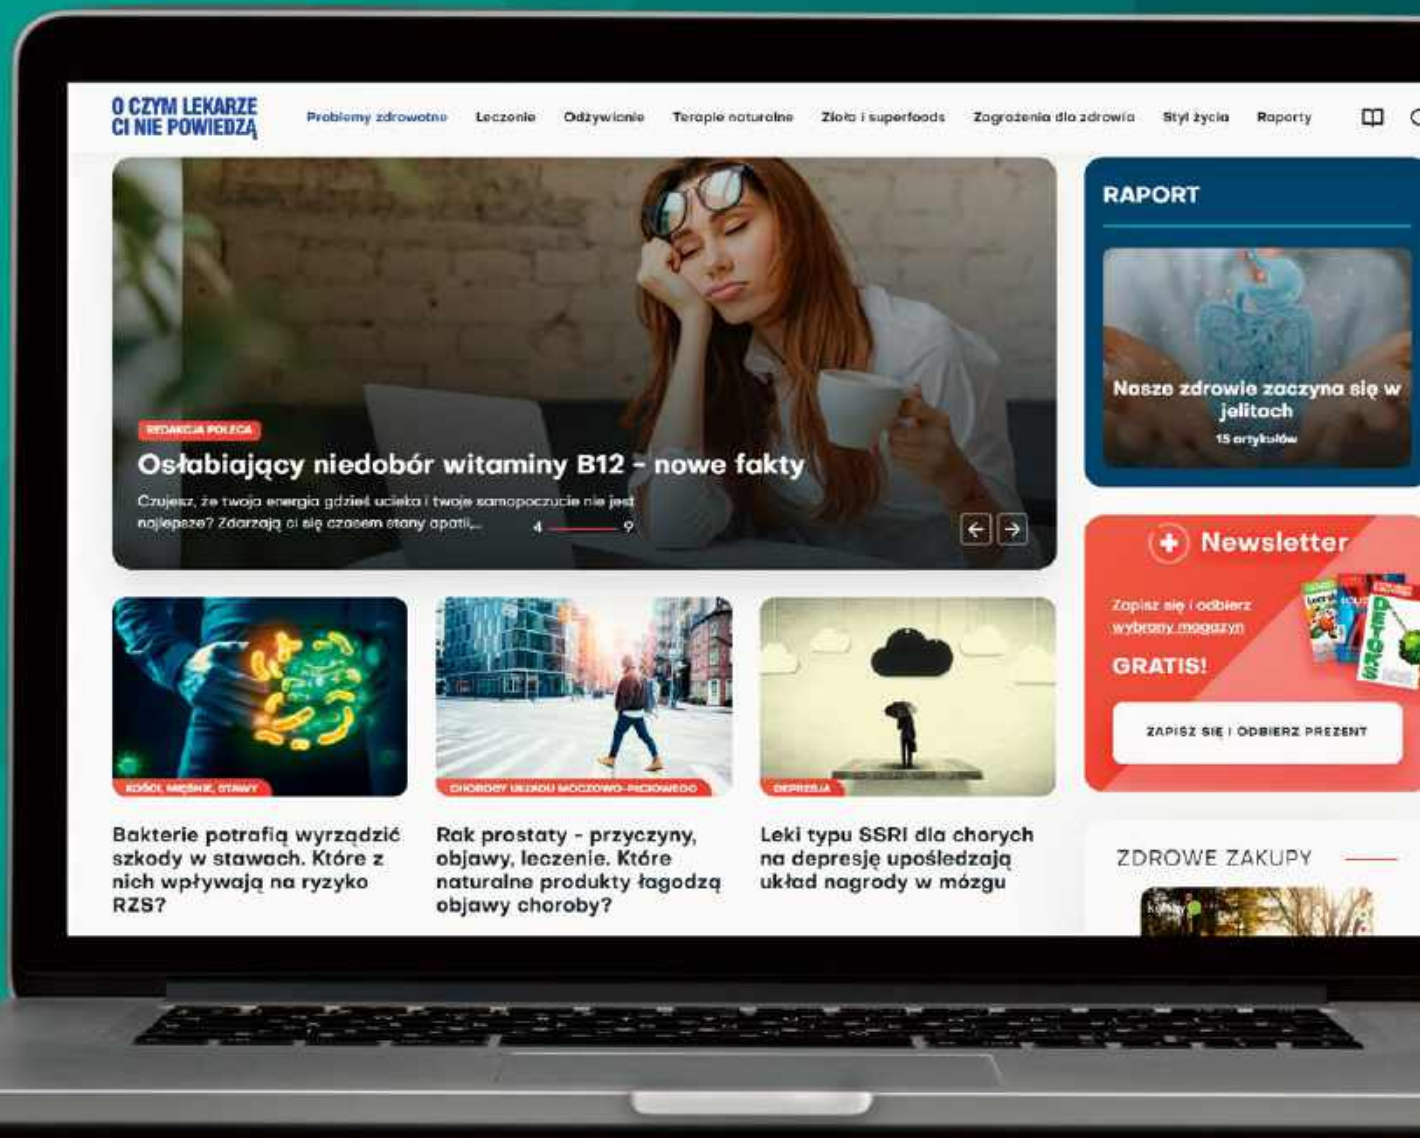 O CZYM LEKARZE
CI NIE POWIEDZĄ
Problemy zdrowotne Leczenie Odżywianie Terapie naturalne Zioła i superfoods Zagrożenia dla zdrowia Styl życia Raporty
REDAKCJA POLECA
Osłabiający niedobór witaminy B12 - nowe fakty
Czujesz, że twoja energia gdzieś ucieka i twoje samopoczucie nie jest
najlepsze? Zdarzają ci się czasem stany apatii,...
4 9
RAPORT
Nasze zdrowie zaczyna się w
jelitach
15 artykułów
Newsletter
Zapisz się i odbierz
wybrany magazyn
GRATIS!
ZAPISZ SIĘ I ODBIERZ PREZENT
KOŚCI, MIĘŚNIE, STAWY
Bakterie potrafią wyrządzić
szkody w stawach. Które z
nich wpływają na ryzyko
RZS?
CHOROBY UKŁADU MOCZOWO-PŁCIOWEGO
Rak prostaty - przyczyny,
objawy, leczenie. Które
naturalne produkty łagodzą
objawy choroby?
DEPRESJA
Leki typu SSRI dla chorych
na depresję upośledzają
układ nagrody w mózgu
ZDROWE ZAKUPY